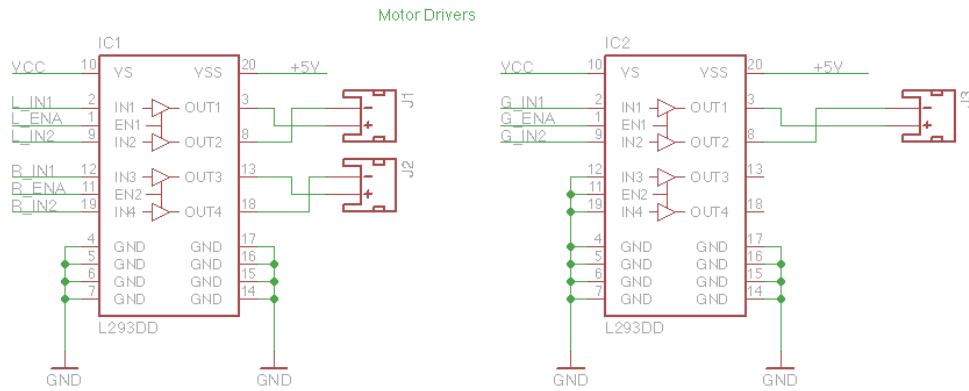 Motor Drivers
IC1
VCC 10 VS VSS 20 +5V
L_IN1 2 IN1 OUT1 3 - J1
L_ENA 1 EN1 +
L_IN2 9 IN2 OUT2 8
R_IN1 12 IN3 OUT3 13 - J2
R_ENA 11 EN2 +
R_IN2 19 IN4 OUT4 18
4 GND GND 17
5 GND GND 16
6 GND GND 15
7 GND GND 14
L293DD
GND GND
IC2
VCC 10 VS VSS 20 +5V
G_IN1 2 IN1 OUT1 3 - J3
G_ENA 1 EN1 +
G_IN2 9 IN2 OUT2 8
12 IN3 OUT3 13
11 EN2
19 IN4 OUT4 18
4 GND GND 17
5 GND GND 16
6 GND GND 15
7 GND GND 14
L293DD
GND GND